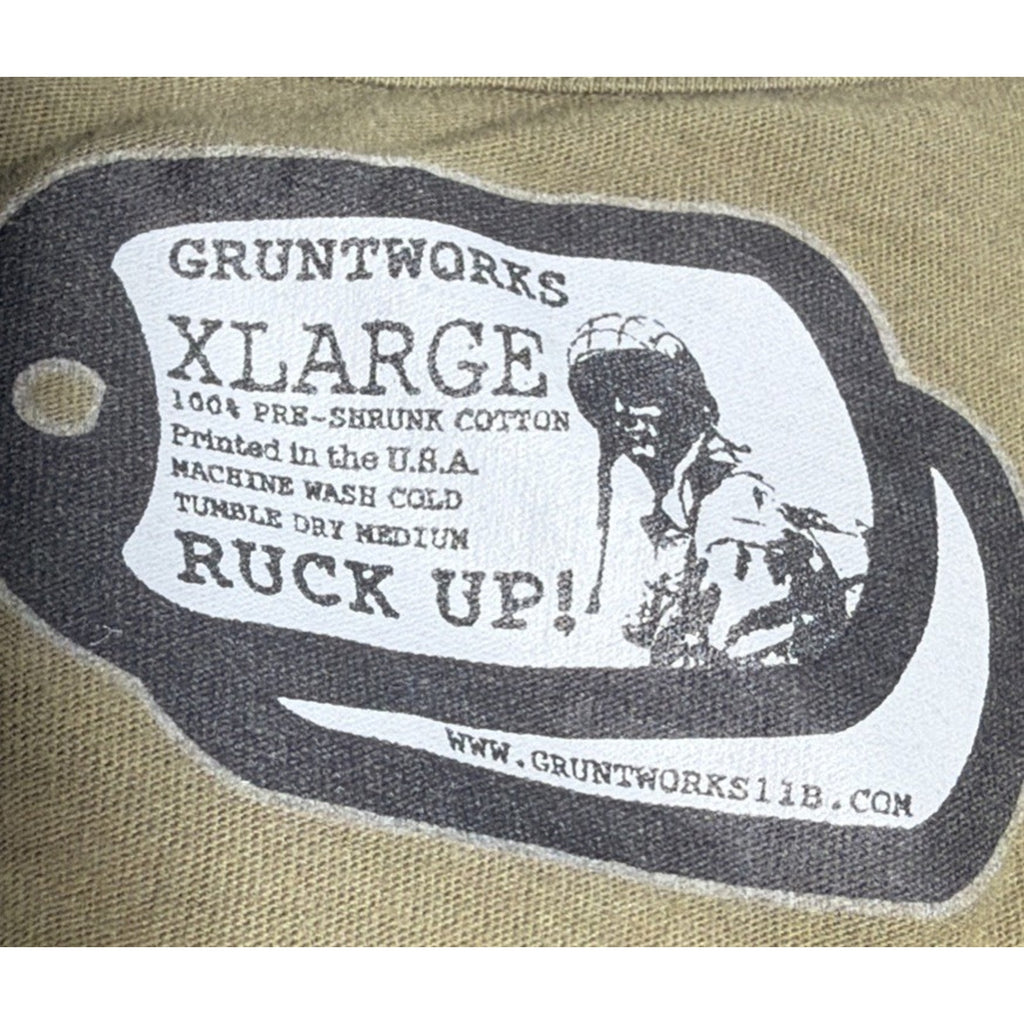 GRUNTWORKS
XLARGE
100% PRE-SHRUNK COTTON
Printed in the U.S.A.
MACHINE WASH COLD
TUMBLE DRY MEDIUM
RUCK UP!
WWW.GRUNTWORKS11B.COM